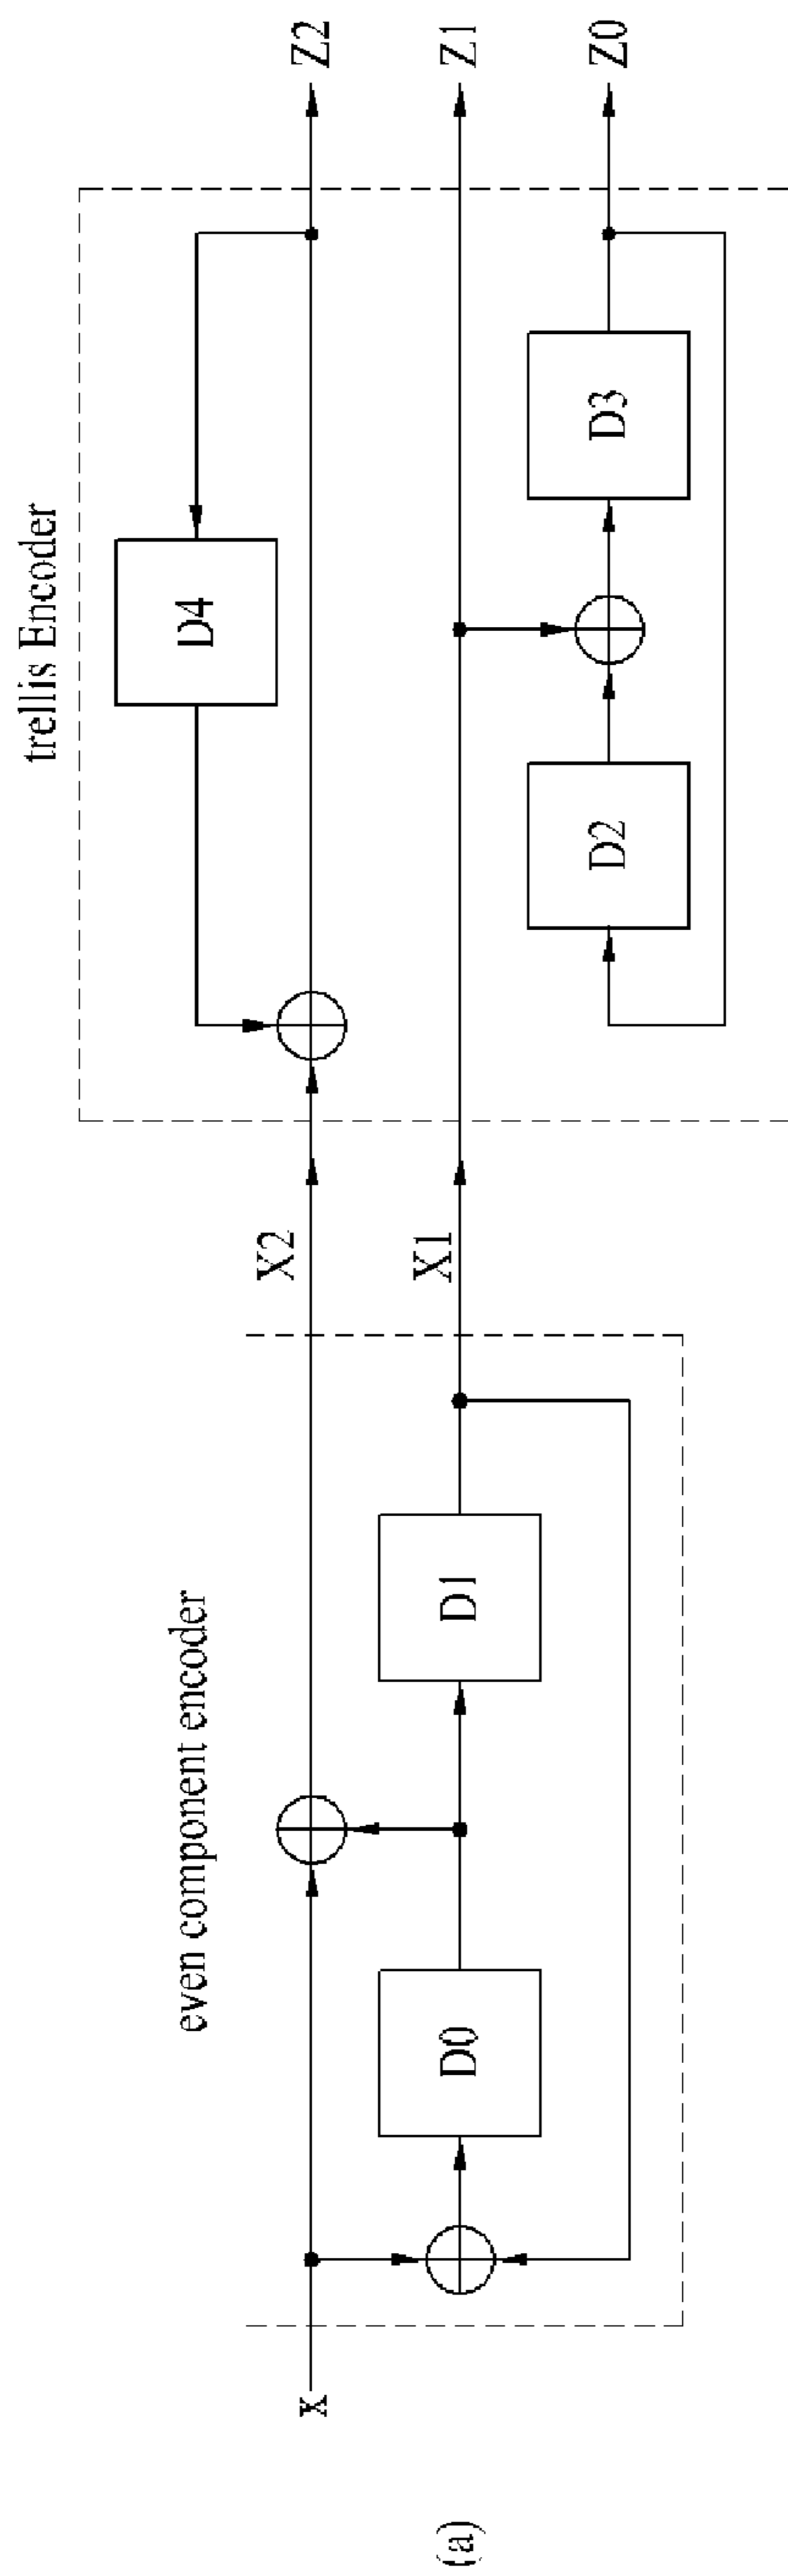 (a)
even component encoder
trellis Encoder
x
D0
D1
X2
X1
D4
D2
D3
Z2
Z1
Z0